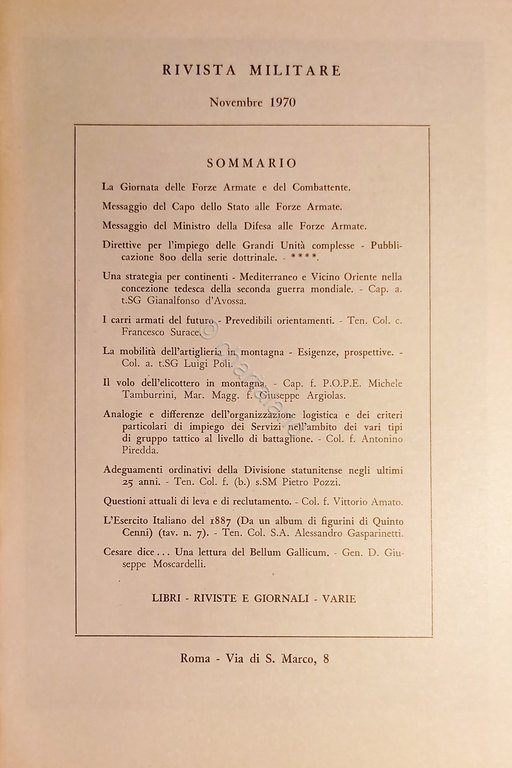 RIVISTA MILITARE
Novembre 1970
SOMMARIO
La Giornata delle Forze Armate e del Combattente.
Messaggio del Capo dello Stato alle Forze Armate.
Messaggio del Ministro della Difesa alle Forze Armate.
Direttive per l'impiego delle Grandi Unità complesse - Pubbli-
cazione 800 della serie dottrinale. - ****.
Una strategia per continenti - Mediterraneo e Vicino Oriente nella
concezione tedesca della seconda guerra mondiale. - Cap. a.
t.SG Gianalfonso d'Avossa.
I carri armati del futuro - Prevedibili orientamenti. - Ten. Col. c.
Francesco Surace.
La mobilità dell'artiglieria in montagna - Esigenze, prospettive. -
Col. a. t.SG Luigi Poli.
Il volo dell'elicottero in montagna. - Cap. f. P.O.P.E. Michele
Tamburrini, Mar. Magg. f. Giuseppe Argiolas.
Analogie e differenze dell'organizzazione logistica e dei criteri
particolari di impiego dei Servizi nell'ambito dei vari tipi
di gruppo tattico al livello di battaglione. - Col. f. Antonino
Piredda.
Adeguamenti ordinativi della Divisione statunitense negli ultimi
25 anni. - Ten. Col. f. (b.) s.SM Pietro Pozzi.
Questioni attuali di leva e di reclutamento. - Col. f. Vittorio Amato.
L'Esercito Italiano del 1887 (Da un album di figurini di Quinto
Cenni) (tav. n. 7). - Ten. Col. S.A. Alessandro Gasparinetti.
Cesare dice... Una lettura del Bellum Gallicum. - Gen. D. Giu-
seppe Moscardelli.
LIBRI - RIVISTE E GIORNALI - VARIE
Roma - Via di S. Marco, 8